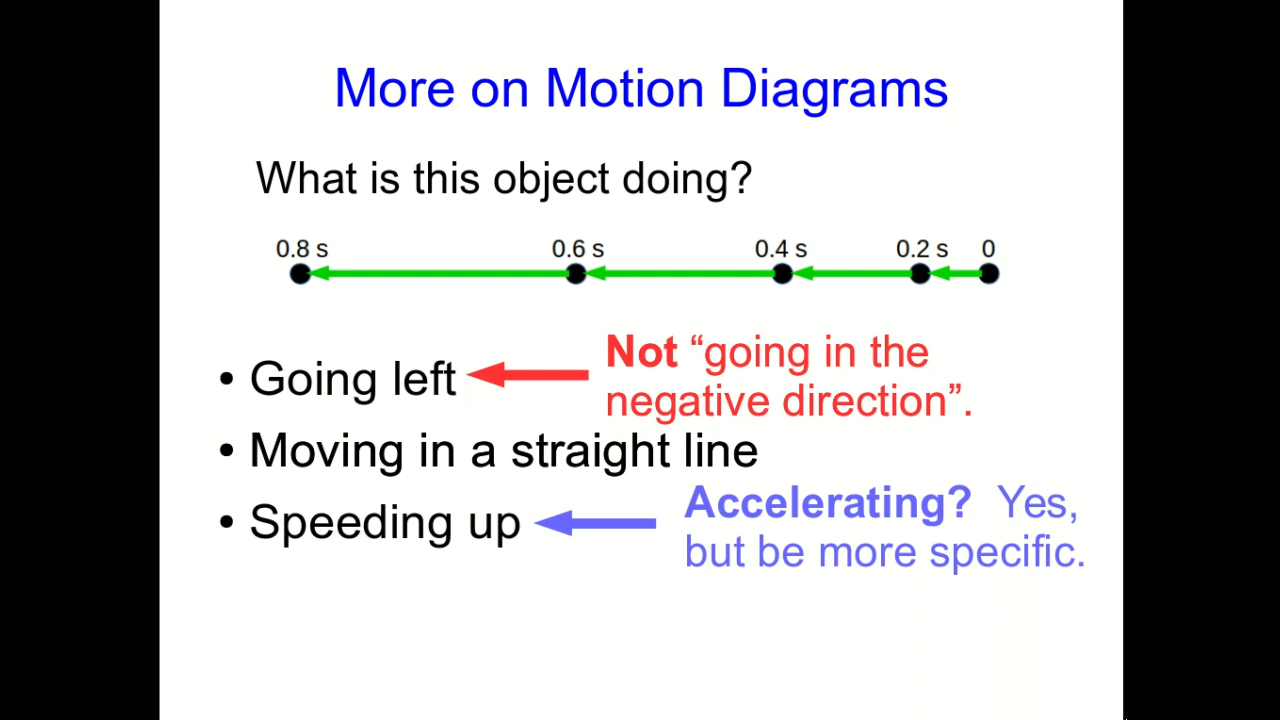 More on Motion Diagrams
What is this object doing?
0.8 s 0.6 s 0.4 s 0.2 s 0
• Going left
Not “going in the
negative direction”.
• Moving in a straight line
• Speeding up
Accelerating? Yes,
but be more specific.